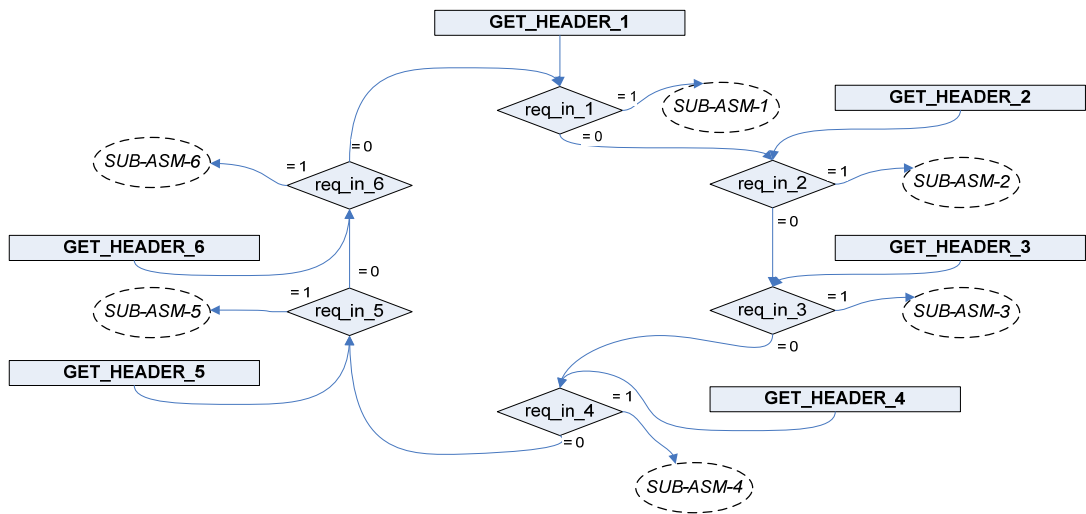 GET_HEADER_1
req_in_1
= 1
SUB-ASM-1
= 0
GET_HEADER_2
req_in_2
= 1
SUB-ASM-2
= 0
GET_HEADER_3
req_in_3
= 1
SUB-ASM-3
= 0
GET_HEADER_4
req_in_4
= 1
SUB-ASM-4
= 0
GET_HEADER_5
req_in_5
= 1
SUB-ASM-5
= 0
GET_HEADER_6
req_in_6
= 1
SUB-ASM-6
= 0